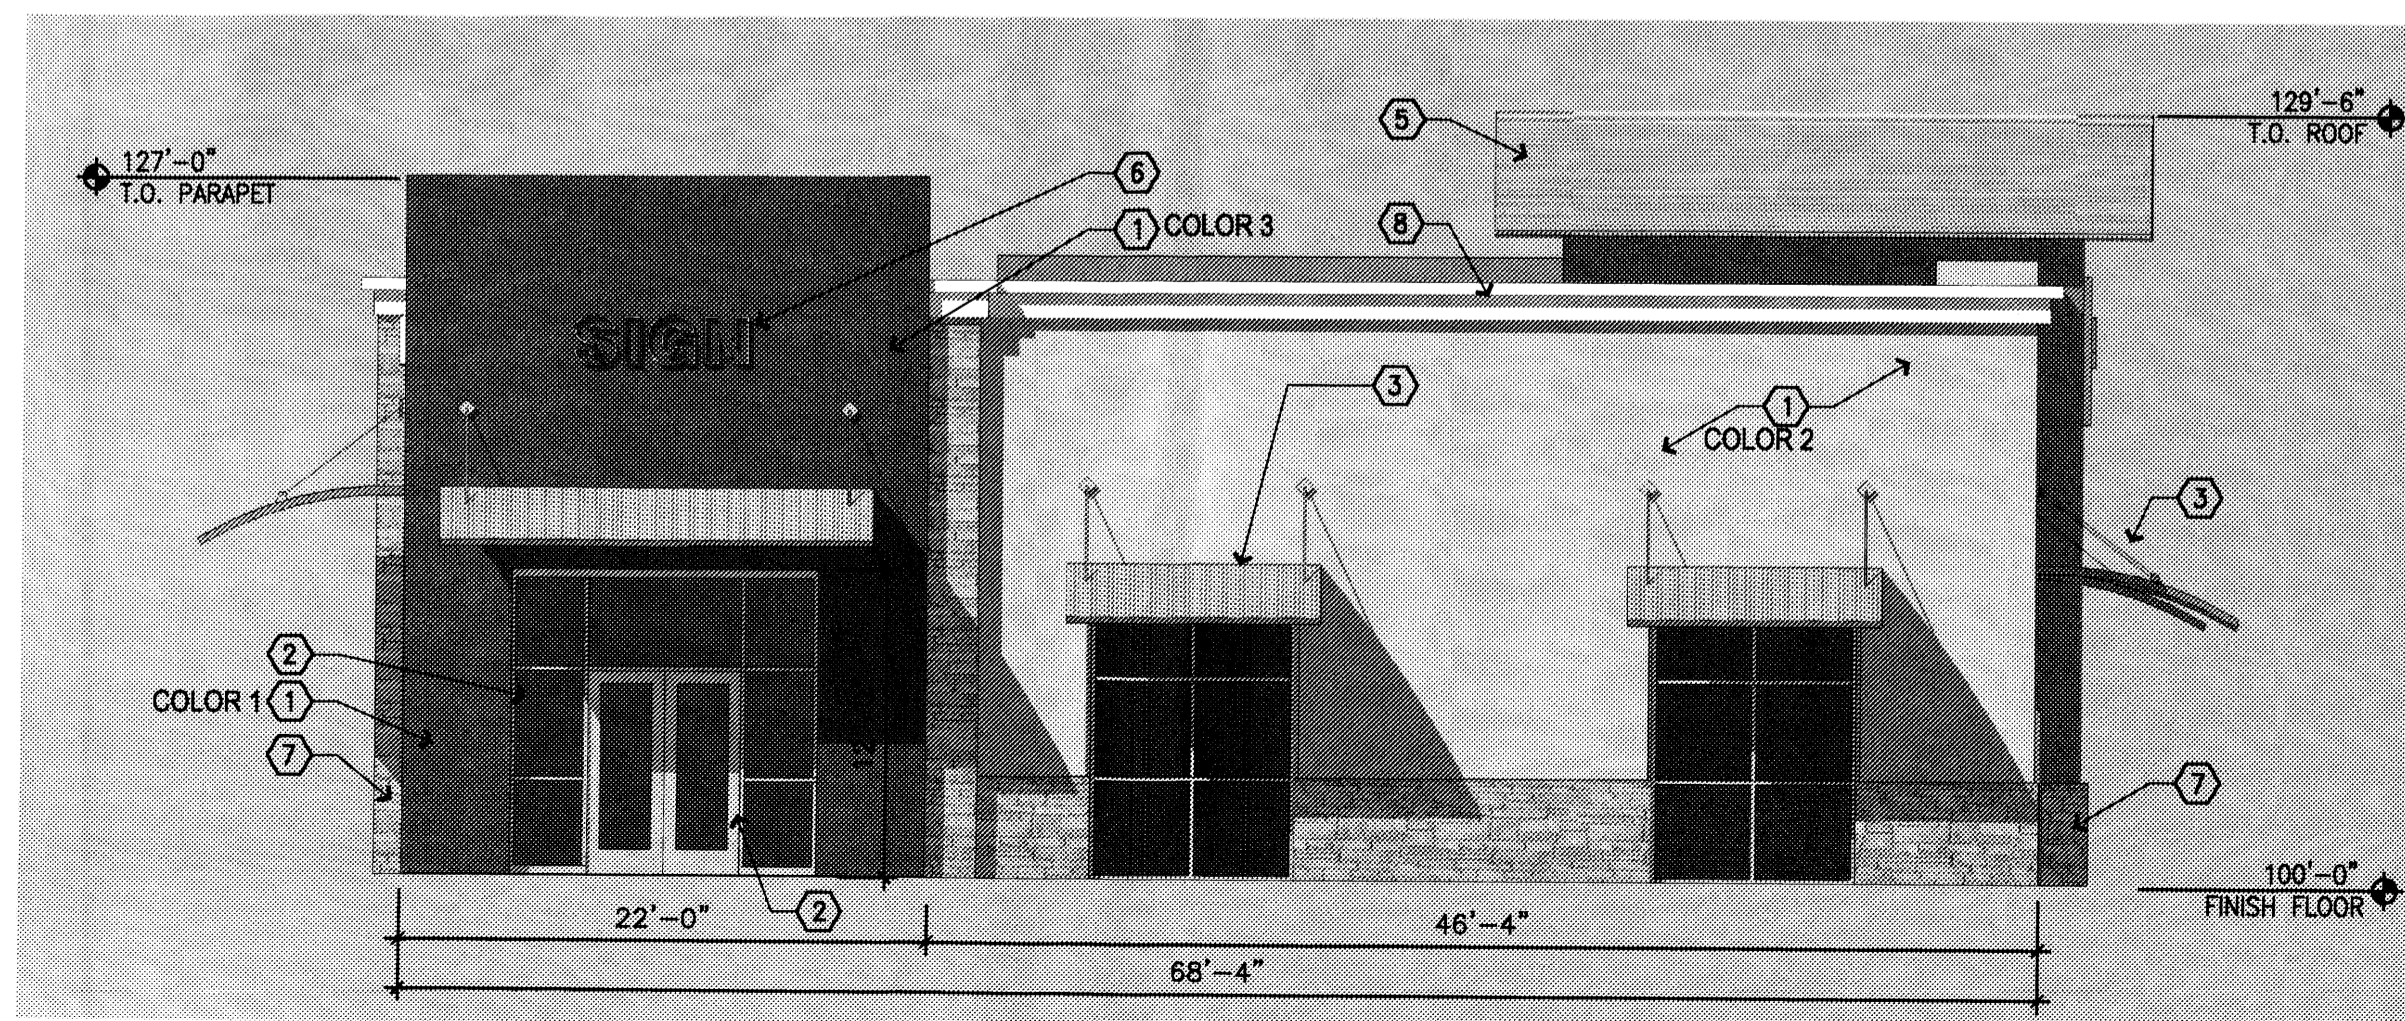 129'-6"
T.O. ROOF
5
127'-0"
T.O. PARAPET
6
1 COLOR 3
8
SIGN
3
1
COLOR 2
3
2
COLOR 1 1
7
7
2
100'-0"
FINISH FLOOR
22'-0"
46'-4"
68'-4"